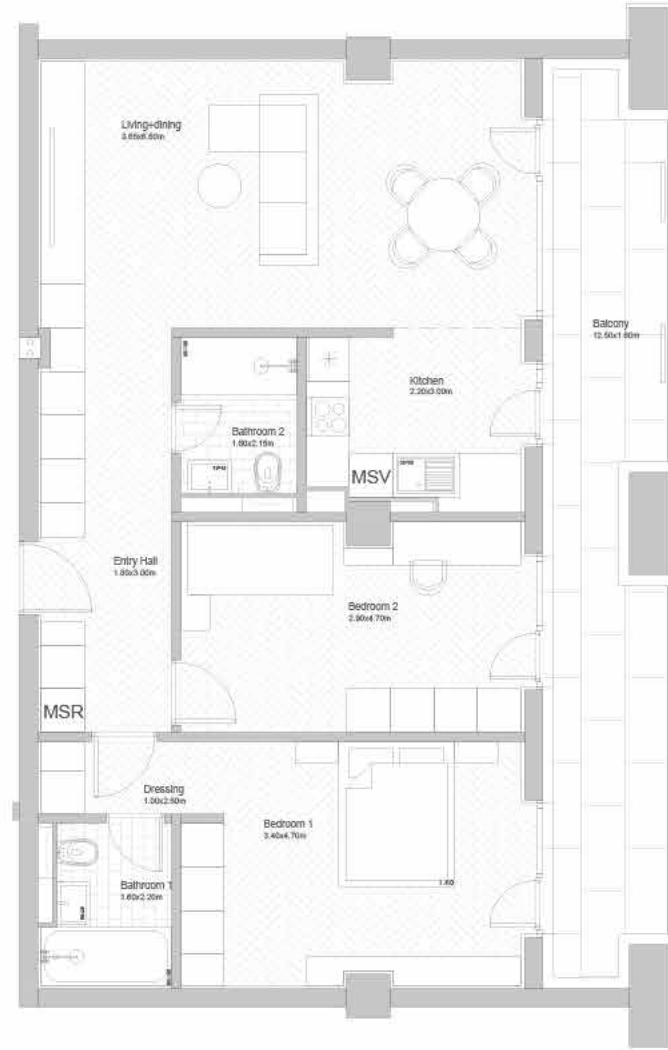 Living+dining
3.65x6.60m
Balcony
12.50x1.60m
Kitchen
2.20x3.00m
Bathroom 2
1.60x2.15m
MSV
Entry Hall
1.80x3.00m
Bedroom 2
2.90x4.70m
MSR
Dressing
1.00x2.50m
Bedroom 1
3.40x4.70m
Bathroom 1
1.60x2.20m
1.60